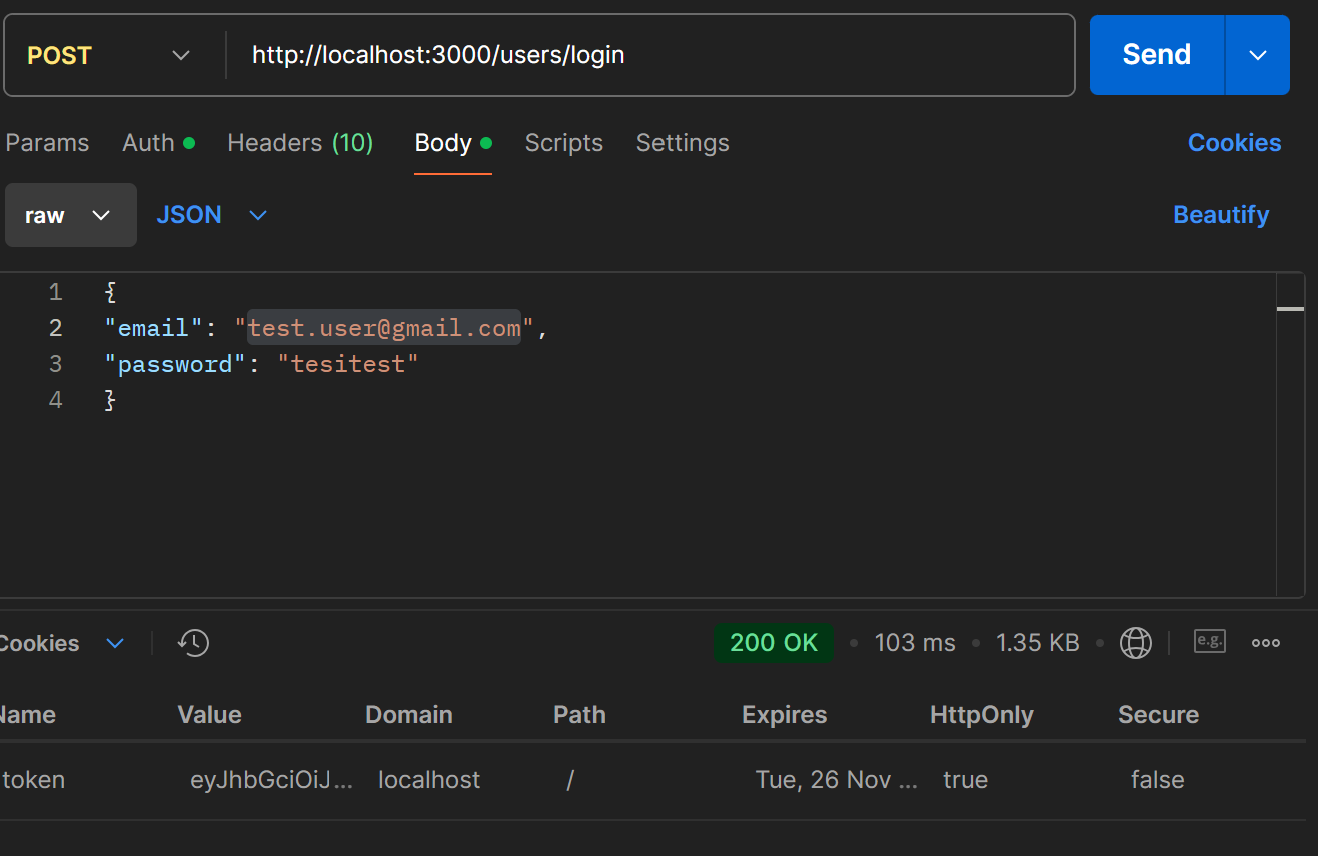 POST http://localhost:3000/users/login Send
Params Auth Headers (10) Body Scripts Settings Cookies
raw JSON Beautify
1 {
2 "email": "test.user@gmail.com",
3 "password": "tesitest"
4 }
Cookies 200 OK • 103 ms • 1.35 KB • e.g.
Name Value Domain Path Expires HttpOnly Secure
token eyJhbGciOiJ... localhost / Tue, 26 Nov ... true false